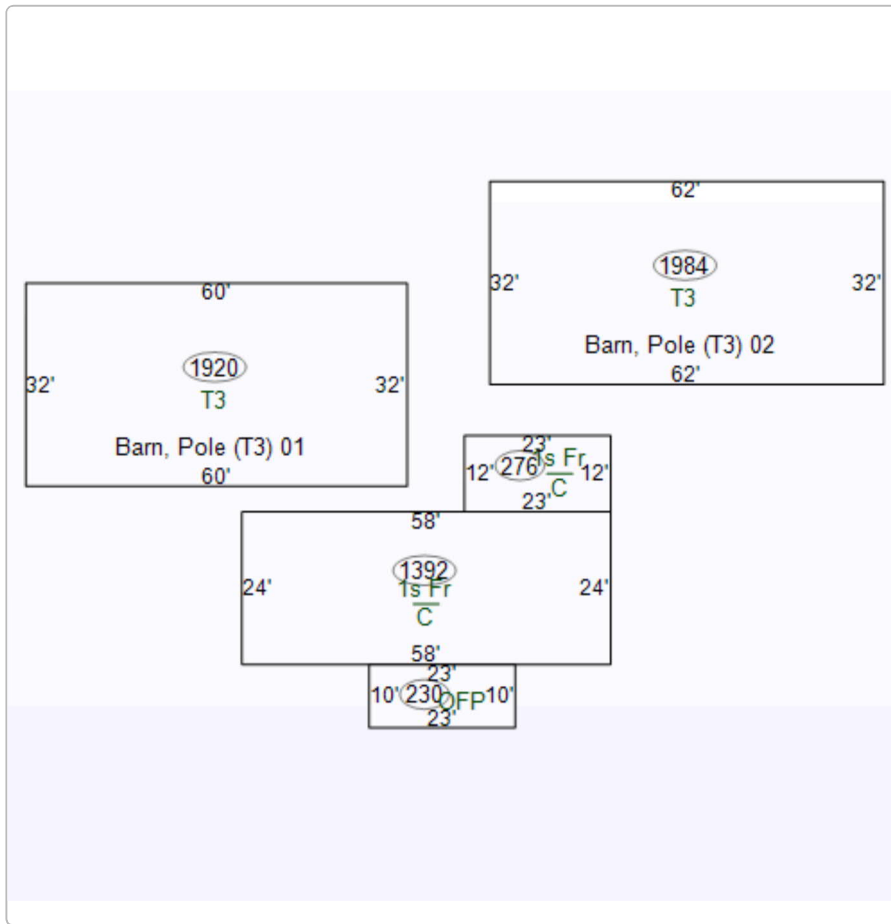 62'
32' 1984 32'
T3
Barn, Pole (T3) 02
62'
60'
1920
32' 32'
T3
Barn, Pole (T3) 01
60'
23'
12' 276 1s Fr 12'
C
23'
58'
1392
24' 1s Fr 24'
C
58'
23'
10' 230 OFP 10'
23'